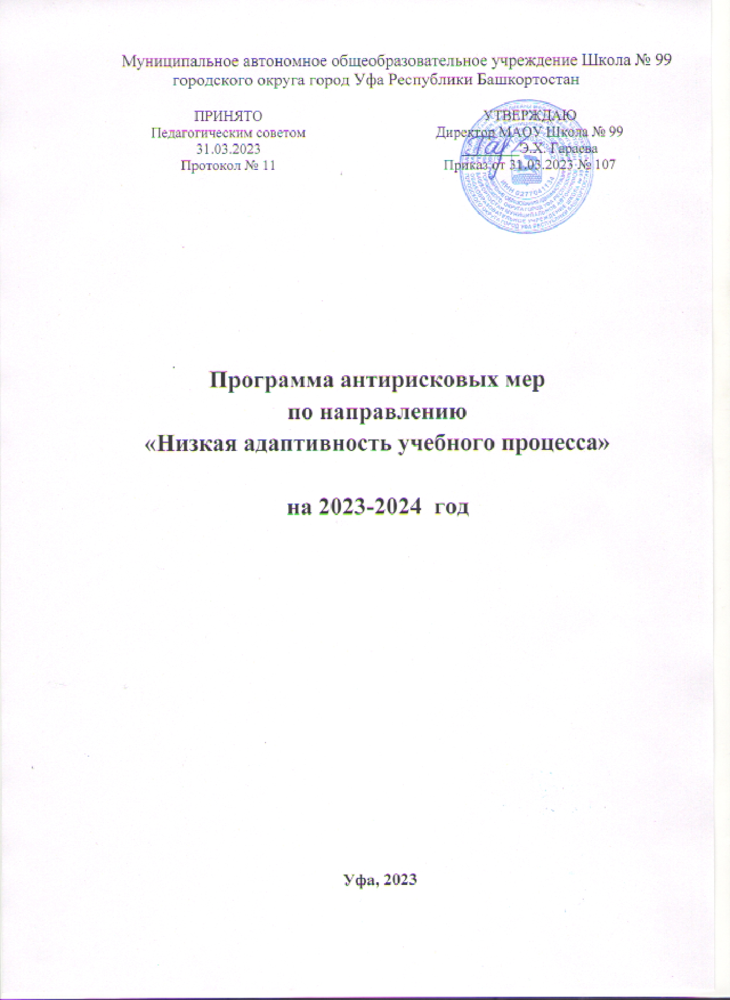 Муниципальное автономное общеобразовательное учреждение Школа № 99
городского округа город Уфа Республики Башкортостан
ПРИНЯТО
Педагогическим советом
31.03.2023
Протокол № 11
УТВЕРЖДАЮ
Директор МАОУ Школа № 99
Э.Х. Гараева
Приказ от 31.03.2023 № 107
ИНН 0277041134
Программа антирисковых мер
по направлению
«Низкая адаптивность учебного процесса»
на 2023-2024 год
Уфа, 2023